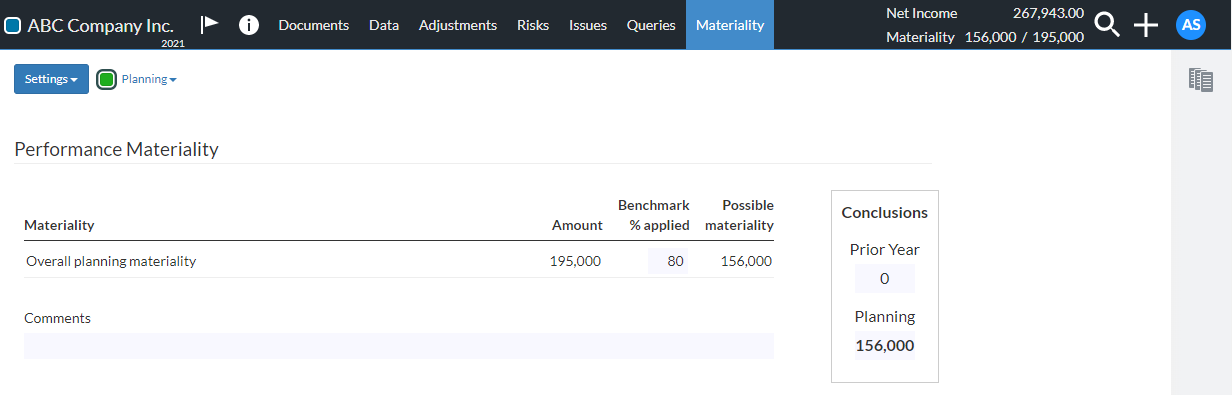 ABC Company Inc.
2021
i
Documents Data Adjustments Risks Issues Queries Materiality
Net Income 267,943.00
Materiality 156,000 / 195,000
AS
Settings
Planning
Performance Materiality
Materiality Amount Benchmark % applied Possible materiality
Overall planning materiality 195,000 80 156,000
Comments
Conclusions
Prior Year
0
Planning
156,000